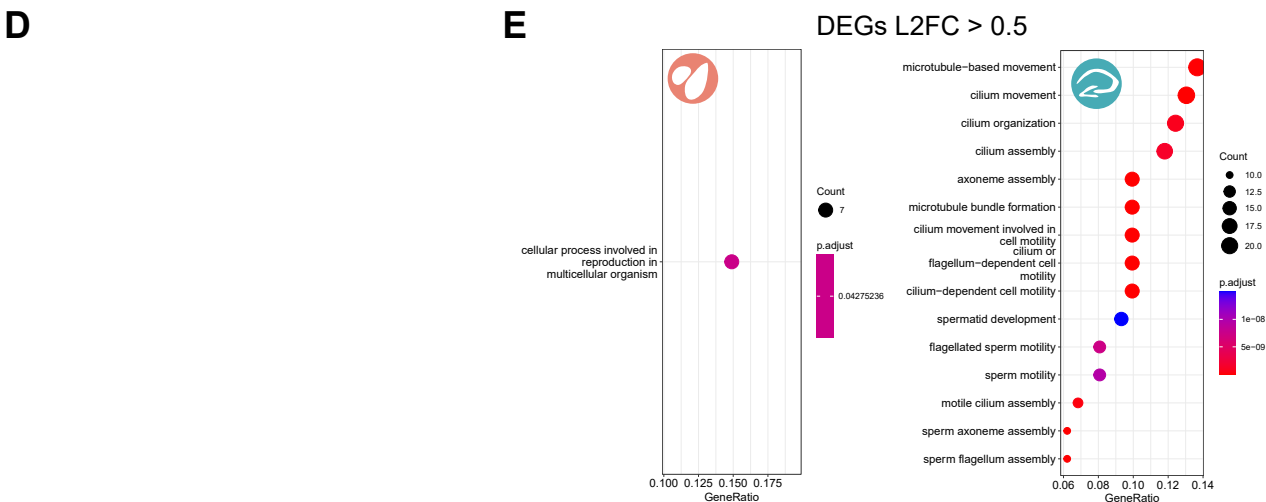 D
E
DEGs L2FC > 0.5
cellular process involved in
reproduction in
multicellular organism
0.100
0.125
0.150
0.175
GeneRatio
Count
7
p.adjust
0.04275236
microtubule−based movement
cilium movement
cilium organization
cilium assembly
axoneme assembly
microtubule bundle formation
cilium movement involved in
cell motility
cilium or
flagellum−dependent cell
motility
cilium−dependent cell motility
spermatid development
flagellated sperm motility
sperm motility
motile cilium assembly
sperm axoneme assembly
sperm flagellum assembly
0.06
0.08
0.10
0.12
0.14
GeneRatio
Count
10.0
12.5
15.0
17.5
20.0
p.adjust
1e−08
5e−09